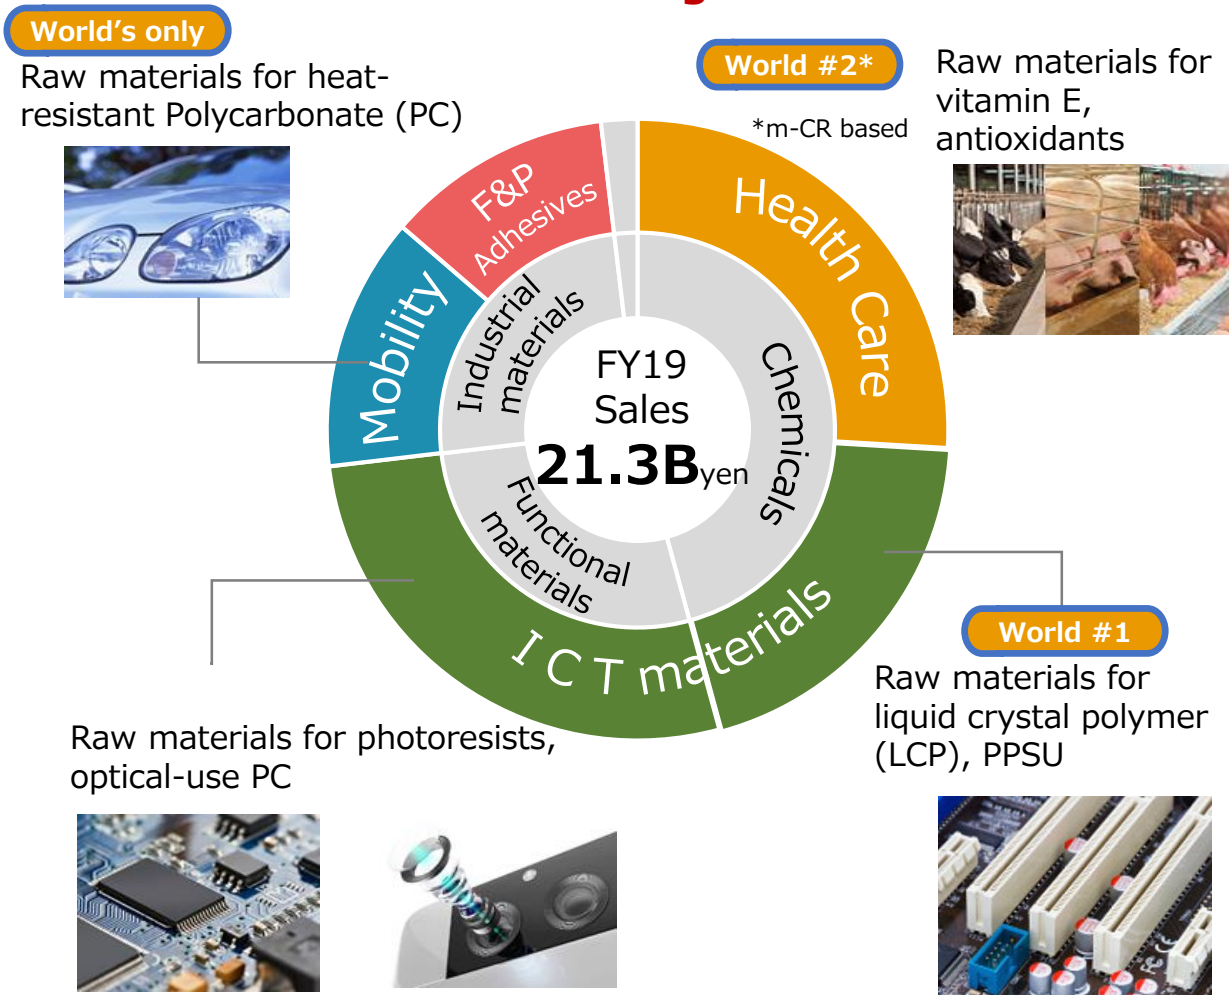 World's only
Raw materials for heat-
resistant Polycarbonate (PC)
World #2*
*m-CR based
Raw materials for
vitamin E,
antioxidants
F&P
Adhesives
Health Care
Mobility
Industrial
materials
Chemicals
FY19
Sales
21.3Byen
Functional
materials
ICT materials
World #1
Raw materials for
liquid crystal polymer
(LCP), PPSU
Raw materials for photoresists,
optical-use PC